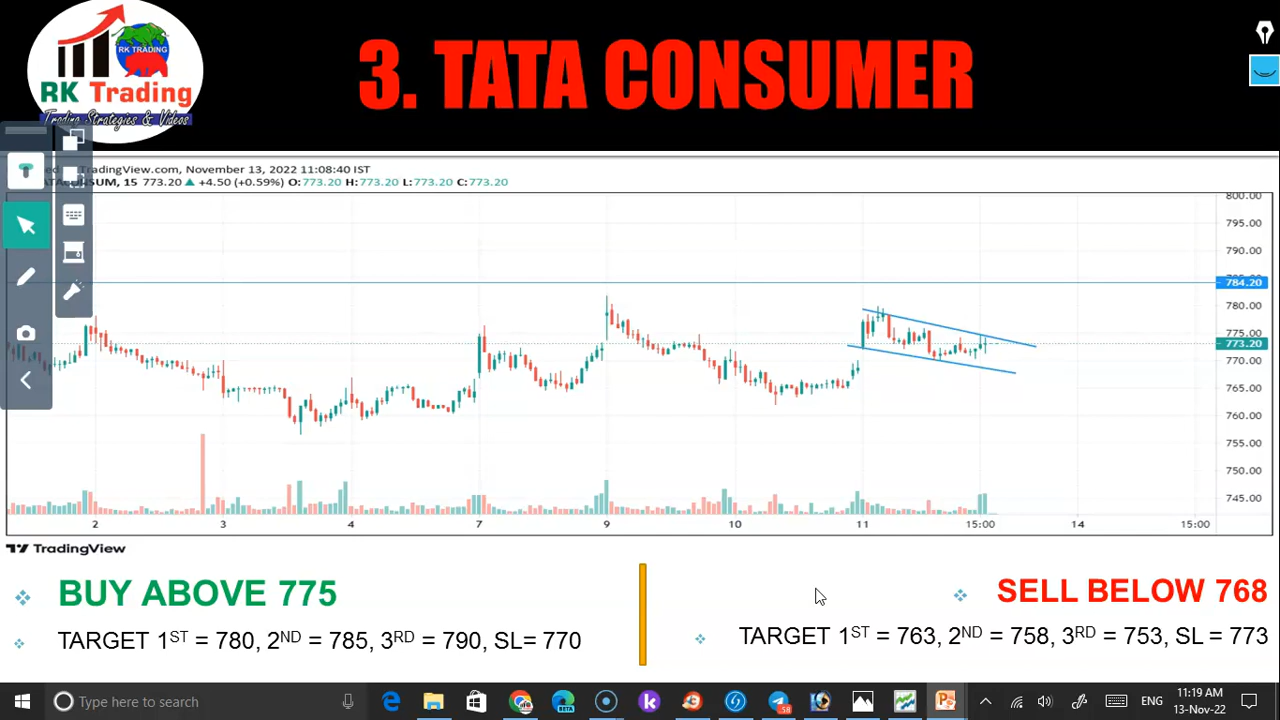 RK TRADING
RK Trading
Trading Strategies & Videos
3. TATA CONSUMER
TradingView.com, November 13, 2022 11:08:40 IST
15 773.20 ▲ +4.50 (+0.59%) O:773.20 H:773.20 L:773.20 C:773.20
800.00
795.00
790.00
784.20
780.00
775.00
773.20
770.00
765.00
760.00
755.00
750.00
745.00
2 3 4 7 9 10 11 15:00 14 15:00
TradingView
BUY ABOVE 775
TARGET 1ST = 780, 2ND = 785, 3RD = 790, SL= 770
SELL BELOW 768
TARGET 1ST = 763, 2ND = 758, 3RD = 753, SL = 773
Type here to search
BETA
58
ENG
11:19 AM
13-Nov-22